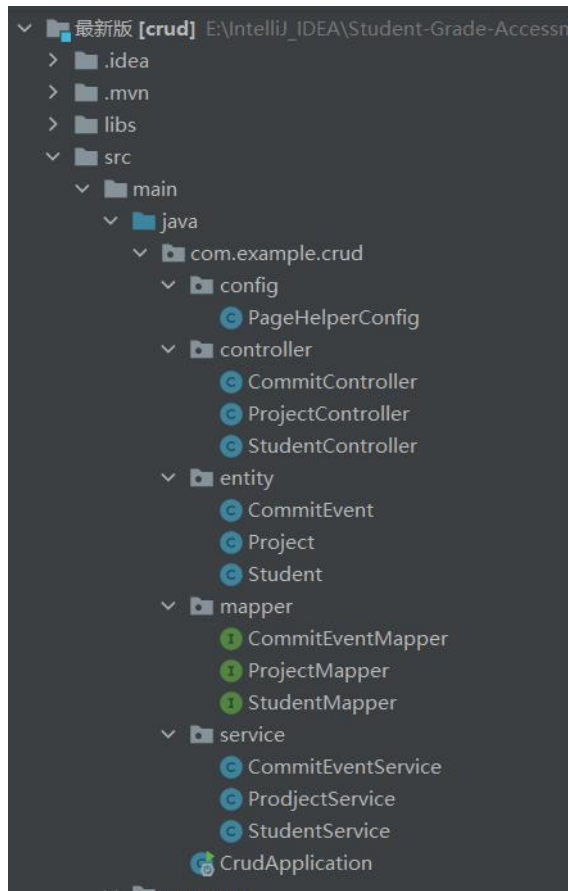 最新版 [crud] E:\IntelliJ_IDEA\Student-Grade-Accessm
.idea
.mvn
libs
src
main
java
com.example.crud
config
C PageHelperConfig
controller
C CommitController
C ProjectController
C StudentController
entity
C CommitEvent
C Project
C Student
mapper
I CommitEventMapper
I ProjectMapper
I StudentMapper
service
C CommitEventService
C ProdjectService
C StudentService
CrudApplication